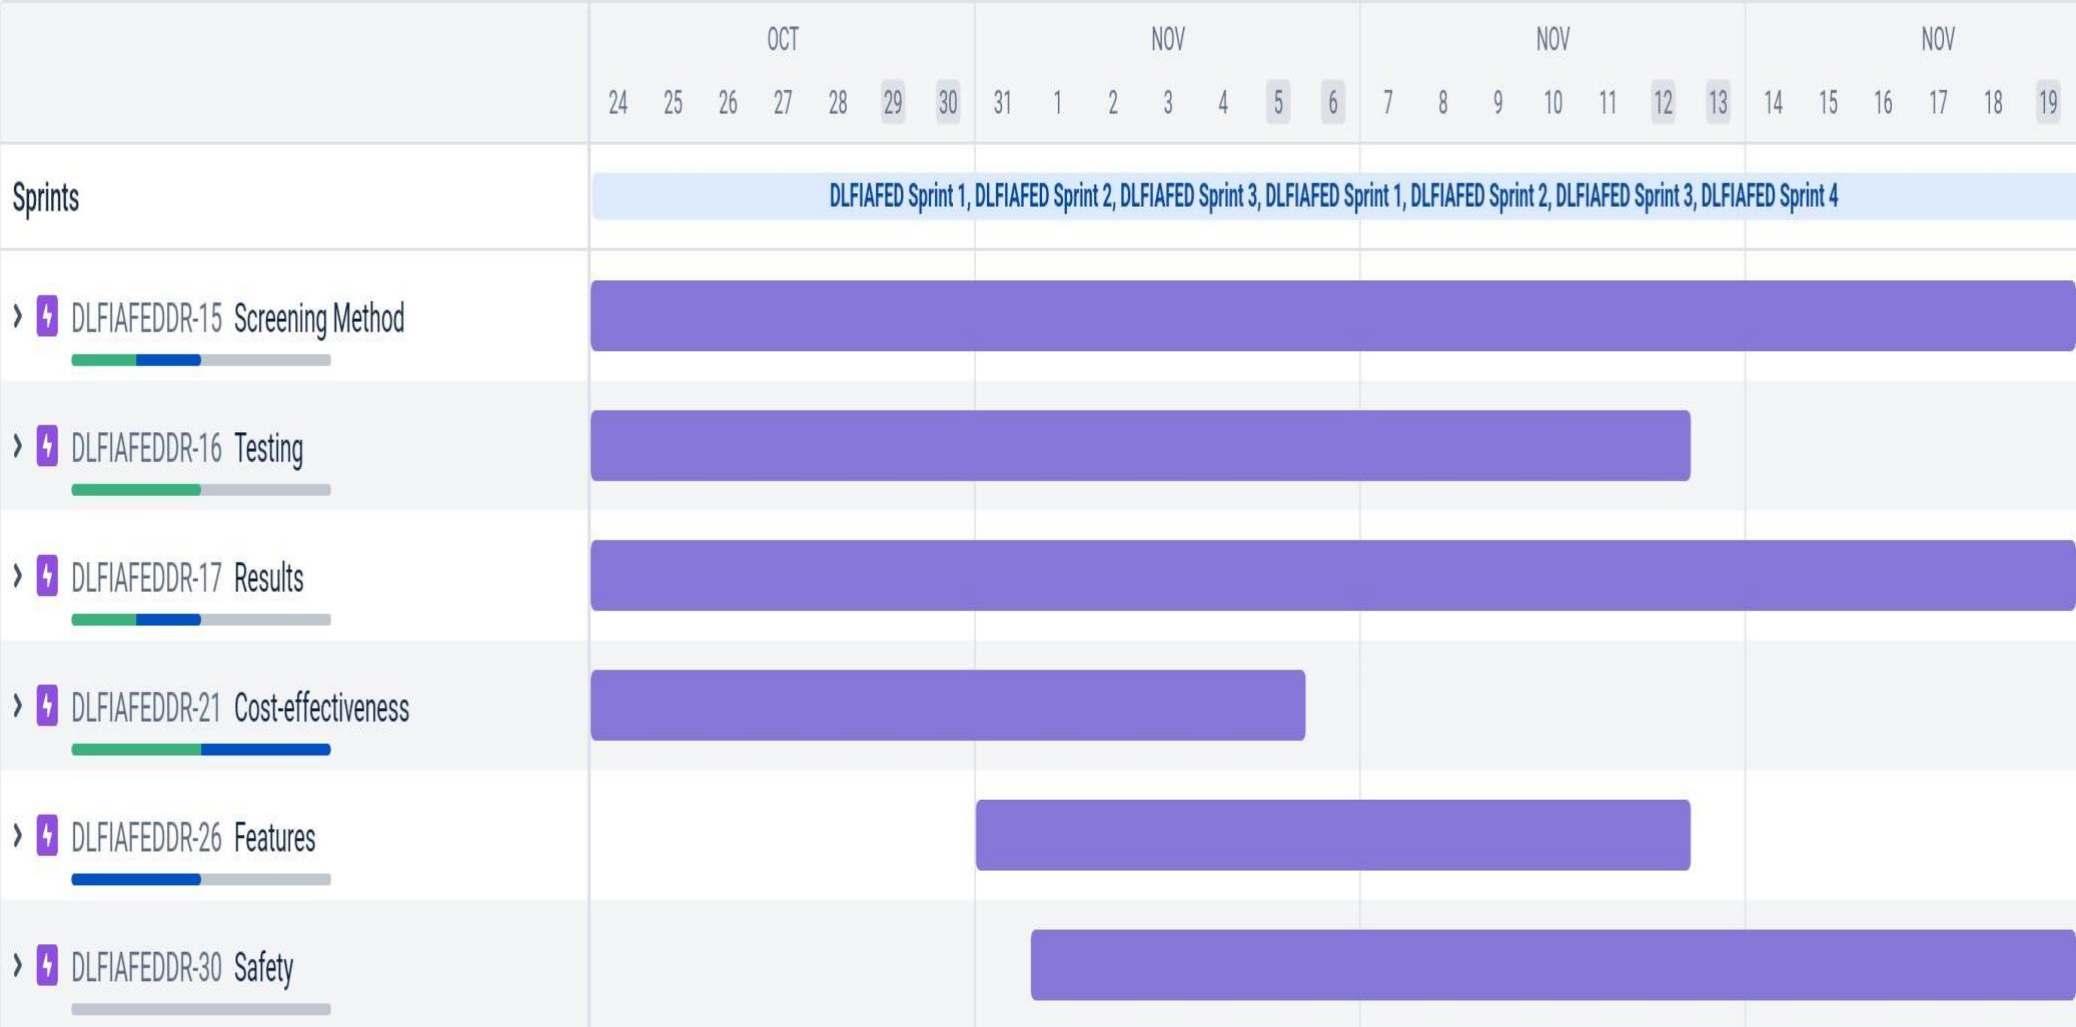 OCT NOV NOV NOV
24 25 26 27 28 29 30 31 1 2 3 4 5 6 7 8 9 10 11 12 13 14 15 16 17 18 19
Sprints DLFIAFED Sprint 1, DLFIAFED Sprint 2, DLFIAFED Sprint 3, DLFIAFED Sprint 1, DLFIAFED Sprint 2, DLFIAFED Sprint 3, DLFIAFED Sprint 4
DLFIAFEDDR-15 Screening Method
DLFIAFEDDR-16 Testing
DLFIAFEDDR-17 Results
DLFIAFEDDR-21 Cost-effectiveness
DLFIAFEDDR-26 Features
DLFIAFEDDR-30 Safety